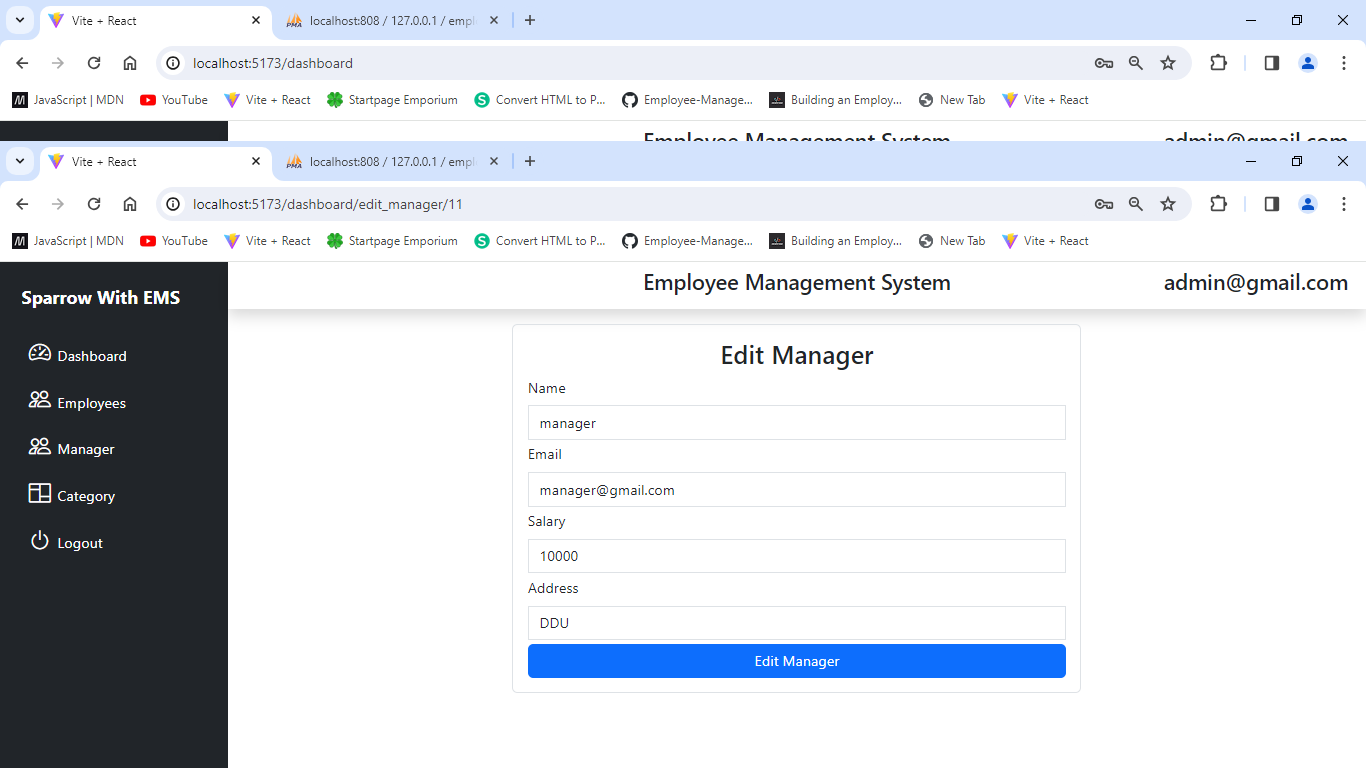 Vite + React
localhost:808 / 127.0.0.1 / empl
localhost:5173/dashboard
JavaScript | MDN
YouTube
Vite + React
Startpage Emporium
Convert HTML to P...
Employee-Manage...
Building an Employ...
New Tab
Vite + React
Employee Management System
admin@gmail.com
Vite + React
localhost:808 / 127.0.0.1 / empl
localhost:5173/dashboard/edit_manager/11
JavaScript | MDN
YouTube
Vite + React
Startpage Emporium
Convert HTML to P...
Employee-Manage...
Building an Employ...
New Tab
Vite + React
Sparrow With EMS
Employee Management System
admin@gmail.com
Dashboard
Employees
Manager
Category
Logout
Edit Manager
Name
manager
Email
manager@gmail.com
Salary
10000
Address
DDU
Edit Manager